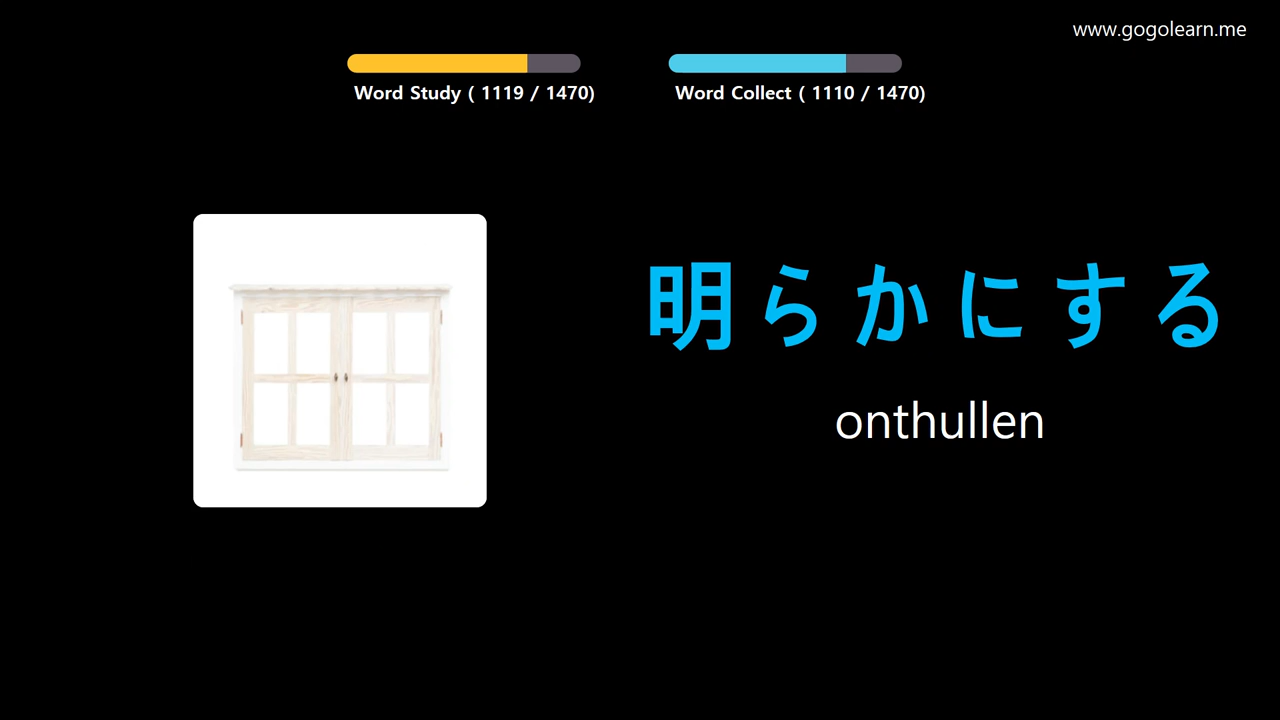 www.gogolearn.me
Word Study ( 1119 / 1470)
Word Collect ( 1110 / 1470)
明らかにする
onthullen